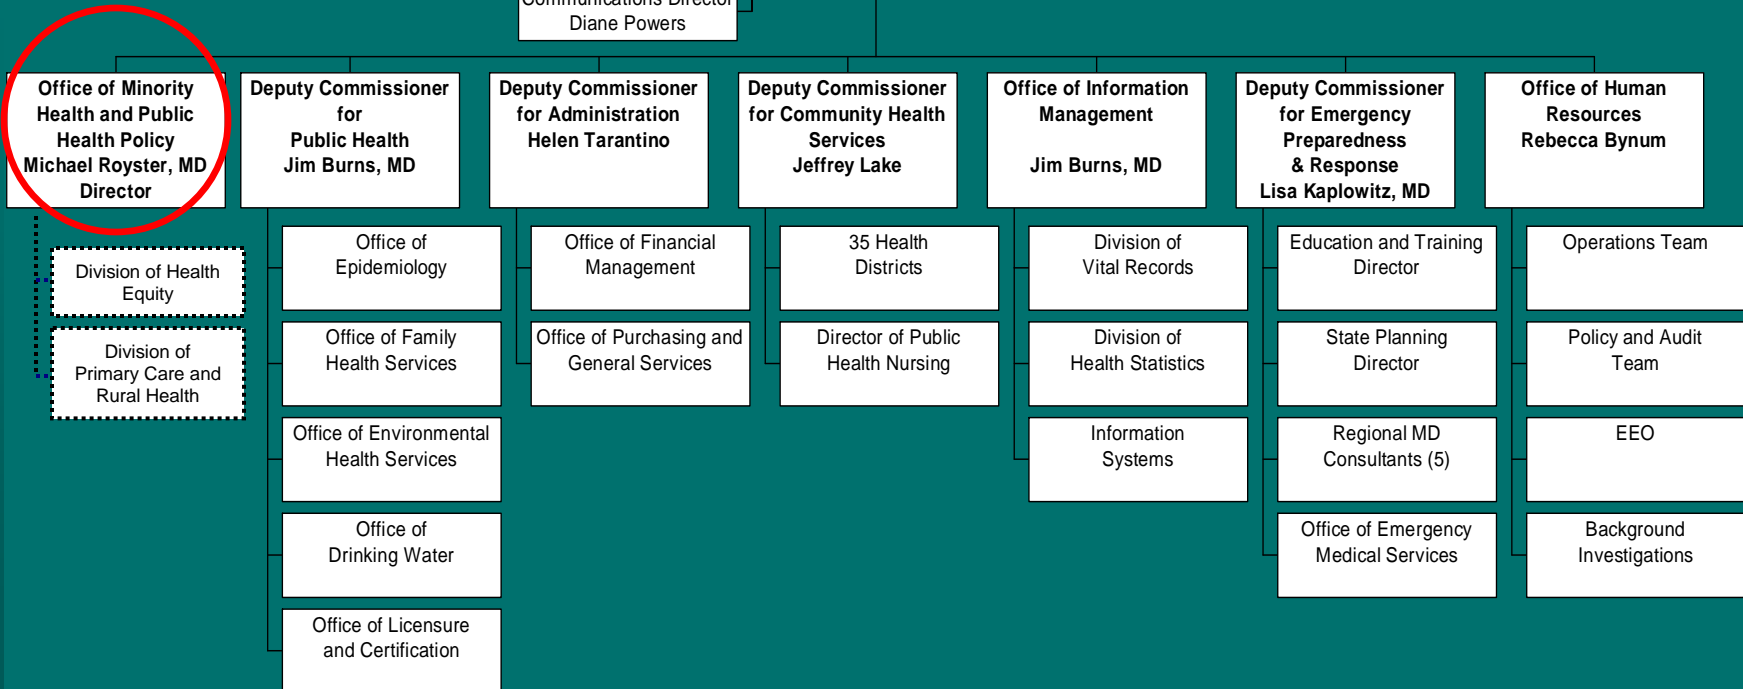 Communications Director
Diane Powers
Office of Minority
Health and Public
Health Policy
Michael Royster, MD
Director
Deputy Commissioner
for
Public Health
Jim Burns, MD
Deputy Commissioner
for Administration
Helen Tarantino
Deputy Commissioner
for Community Health
Services
Jeffrey Lake
Office of Information
Management
Jim Burns, MD
Deputy Commissioner
for Emergency
Preparedness
& Response
Lisa Kaplowitz, MD
Office of Human
Resources
Rebecca Bynum
Division of Health
Equity
Division of
Primary Care and
Rural Health
Office of
Epidemiology
Office of Family
Health Services
Office of Environmental
Health Services
Office of
Drinking Water
Office of Licensure
and Certification
Office of Financial
Management
Office of Purchasing and
General Services
35 Health
Districts
Director of Public
Health Nursing
Division of
Vital Records
Division of
Health Statistics
Information
Systems
Education and Training
Director
State Planning
Director
Regional MD
Consultants (5)
Office of Emergency
Medical Services
Operations Team
Policy and Audit
Team
EEO
Background
Investigations